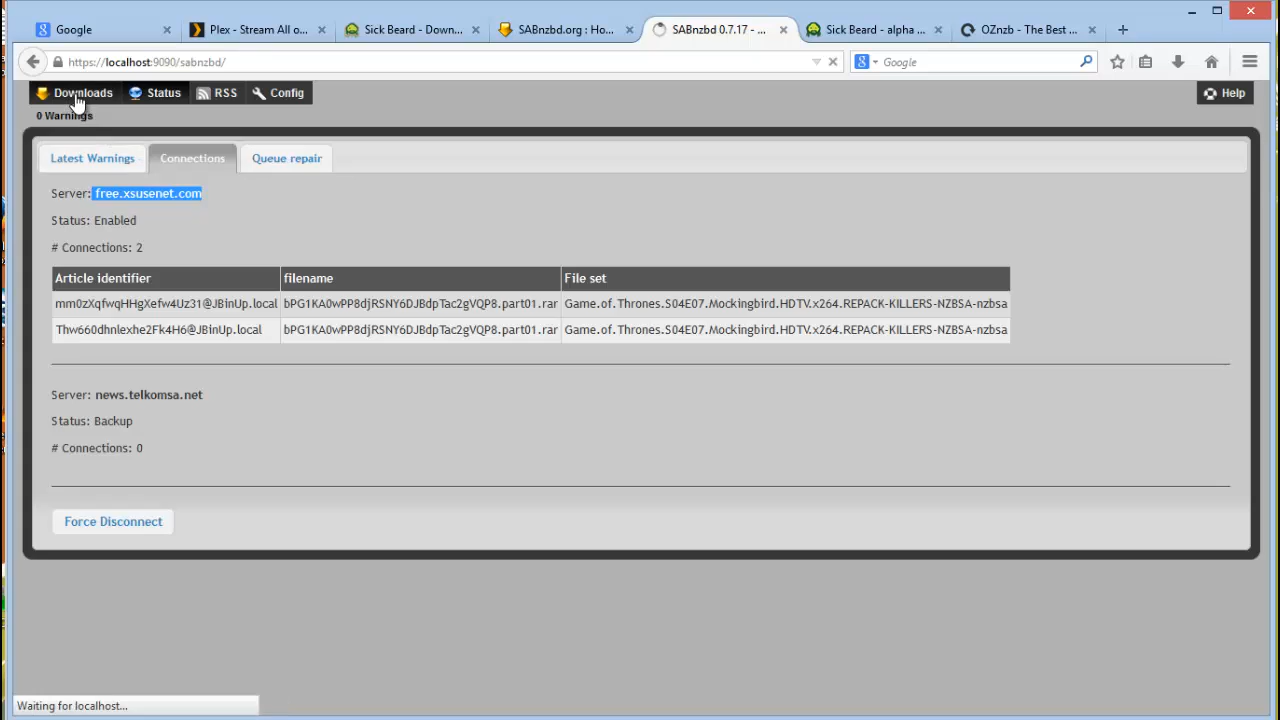 Google
Plex - Stream All o...
Sick Beard - Down...
SABnzbd.org : Ho...
SABnzbd 0.7.17 - ...
Sick Beard - alpha ...
OZnzb - The Best ...
https://localhost:9090/sabnzbd/
Google
Downloads
Status
RSS
Config
Help
0 Warnings
Latest Warnings
Connections
Queue repair
Server: free.xsusenet.com
Status: Enabled
# Connections: 2
Article identifier filename File set
mm0zXqfwqHHgXefw4Uz31@JBinUp.local bPG1KA0wPP8djRSNY6DJBdpTac2gVQP8.part01.rar Game.of.Thrones.S04E07.Mockingbird.HDTV.x264.REPACK-KILLERS-NZBSA-nzbsa
Thw660dhnlexhe2Fk4H6@JBinUp.local bPG1KA0wPP8djRSNY6DJBdpTac2gVQP8.part01.rar Game.of.Thrones.S04E07.Mockingbird.HDTV.x264.REPACK-KILLERS-NZBSA-nzbsa
Server: news.telkomsa.net
Status: Backup
# Connections: 0
Force Disconnect
Waiting for localhost...